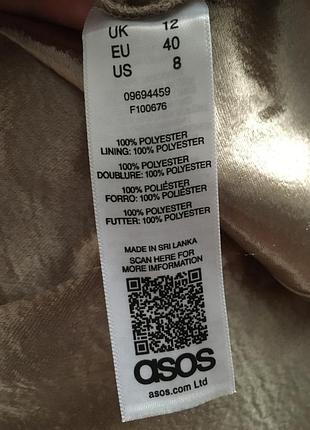 UK 12
EU 40
US 8
09694459
F100676
100% POLYESTER
LINING: 100% POLYESTER
100% POLYESTER
DOUBLURE: 100% POLYESTER
100% POLIÉSTER
FORRO: 100% POLIÉSTER
100% POLYESTER
FUTTER: 100% POLYESTER
MADE IN SRI LANKA
SCAN HERE FOR
MORE IMFORMATION
asos
asos.com Ltd